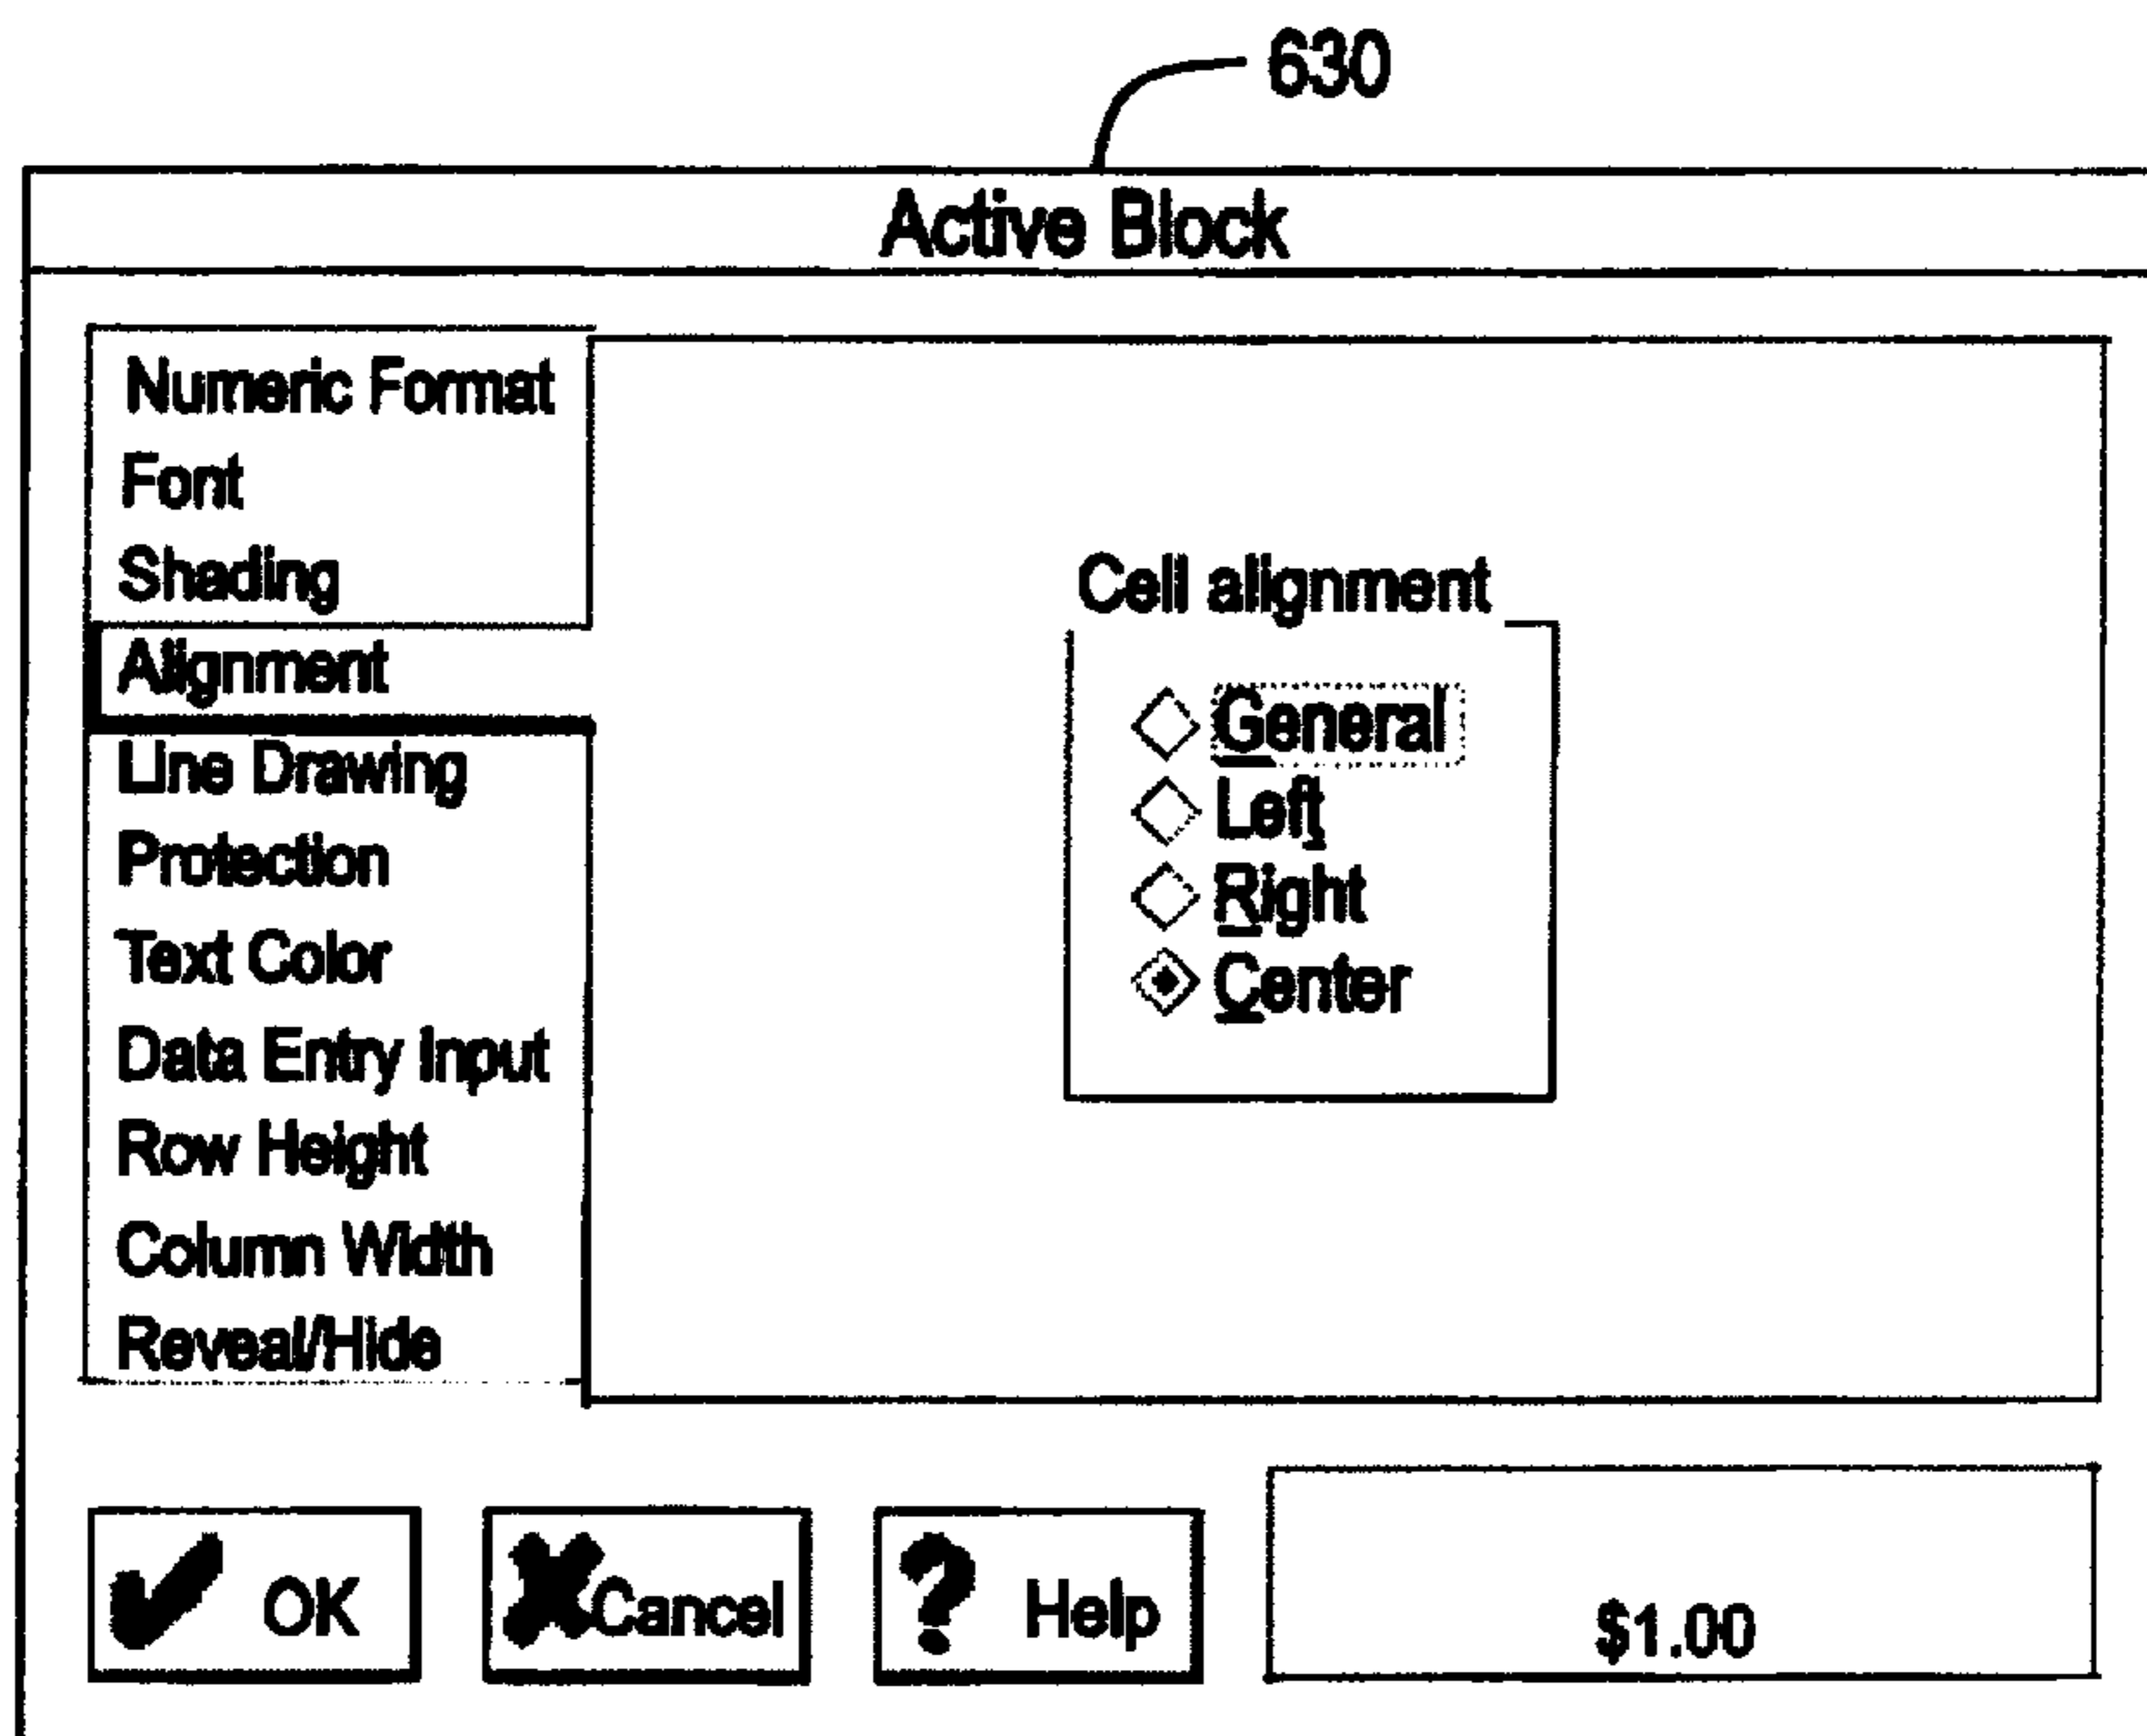 630
Active Block
Numeric Format
Font
Shading
Alignment
Line Drawing
Protection
Text Color
Data Entry Input
Row Height
Column Width
Reveal/Hide
Cell alignment
General
Left
Right
Center
OK
Cancel
? Help
$1.00